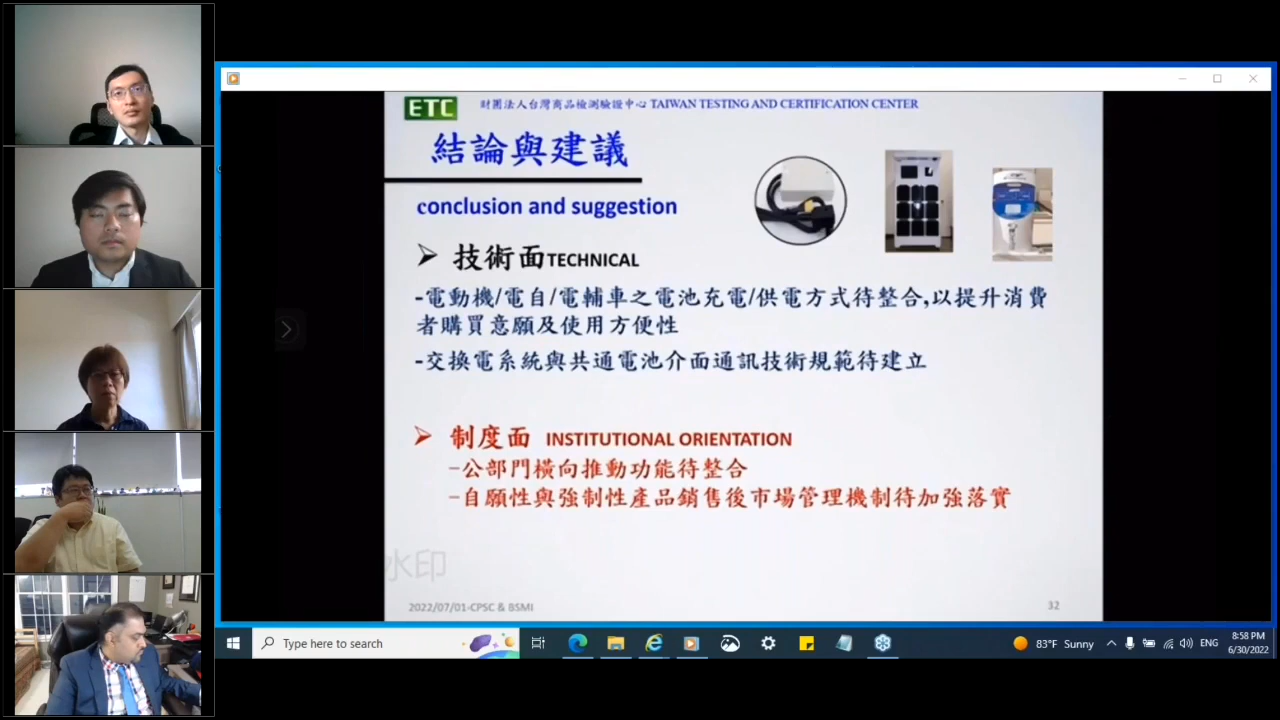 ETC 財團法人台灣商品檢測驗證中心 TAIWAN TESTING AND CERTIFICATION CENTER
結論與建議
conclusion and suggestion
➢ 技術面TECHNICAL
-電動機/電自/電輔車之電池充電/供電方式待整合,以提升消費
者購買意願及使用方便性
-交換電系統與共通電池介面通訊技術規範待建立
➢ 制度面 INSTITUTIONAL ORIENTATION
-公部門橫向推動功能待整合
-自願性與強制性產品銷售後市場管理機制待加強落實
水印
2022/07/01-CPSC & BSMI
32
Type here to search
83°F Sunny
ENG
8:58 PM
6/30/2022